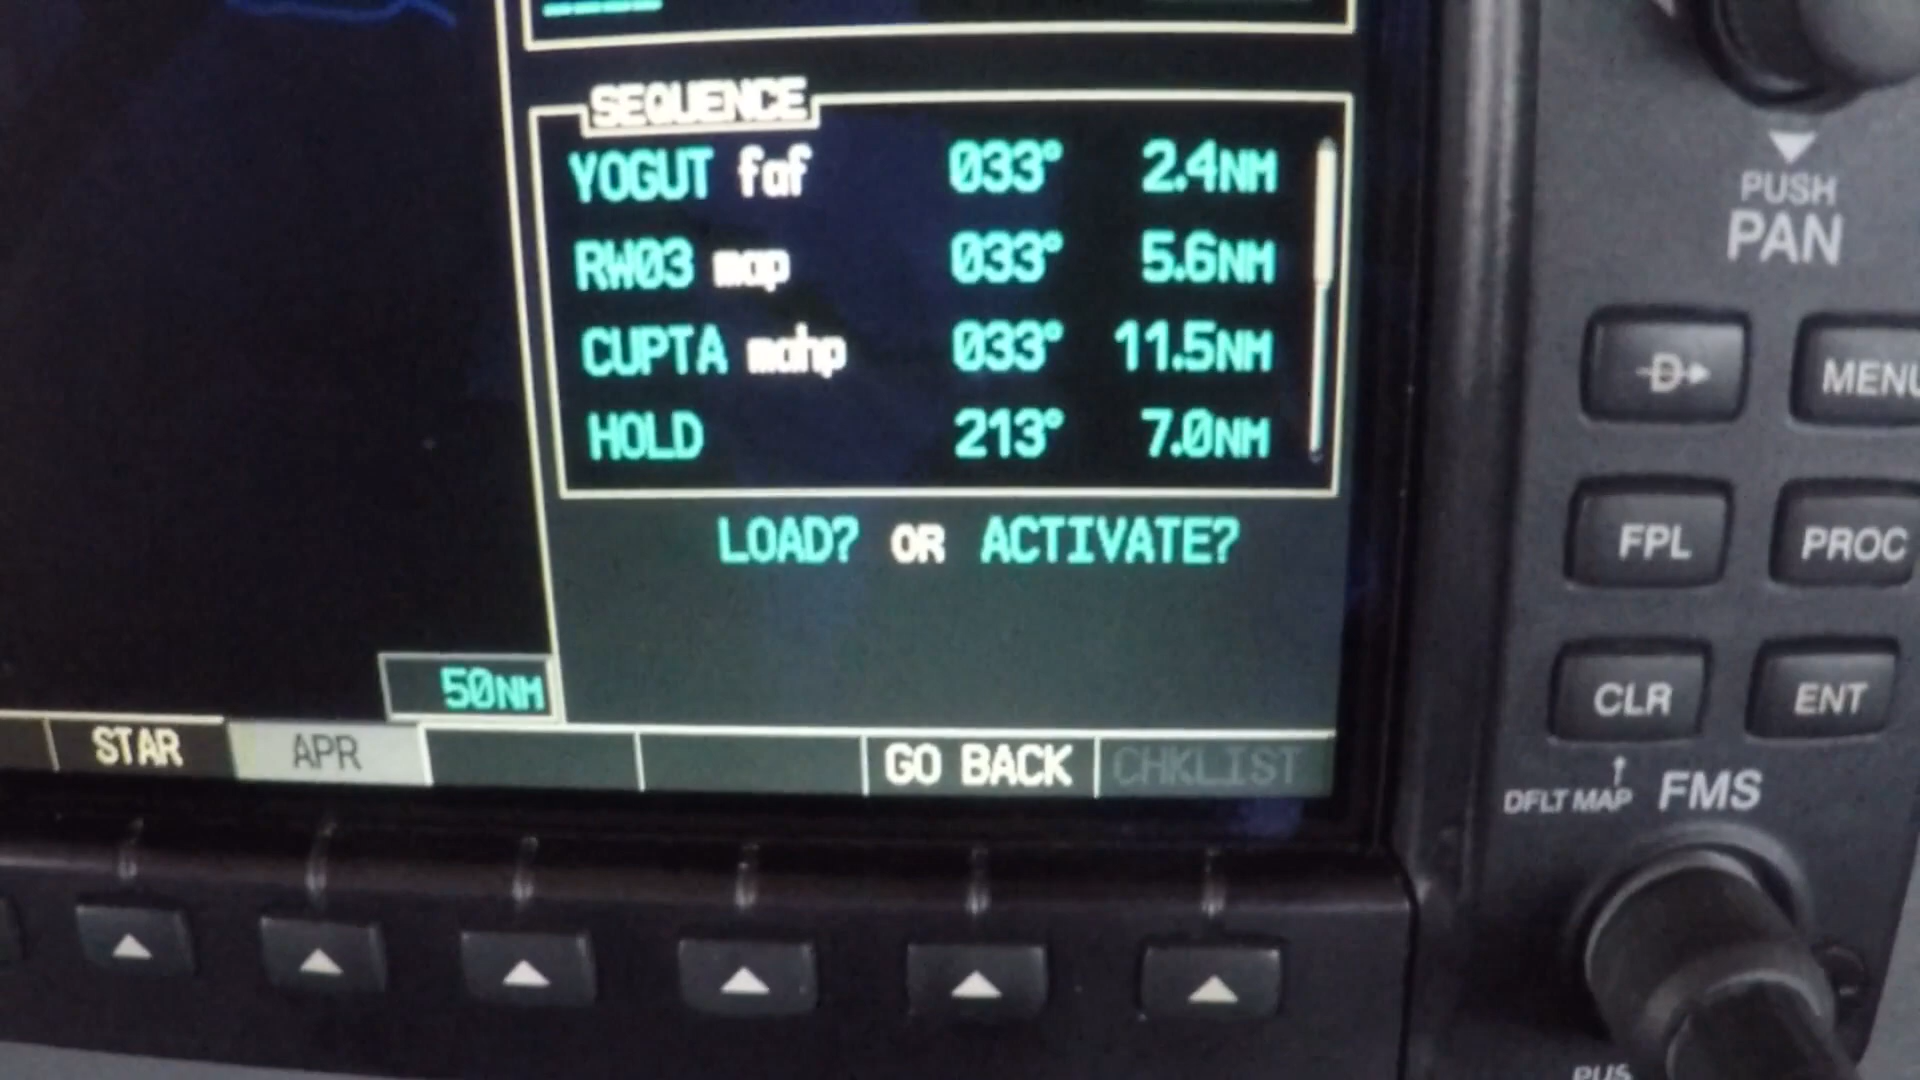 SEQUENCE
YOGUT faf 033° 2.4NM
RW03 map 033° 5.6NM
CUPTA mahp 033° 11.5NM
HOLD 213° 7.0NM
LOAD? OR ACTIVATE?
50NM
STAR APR GO BACK CHKLIST
PUSH
PAN
D MENU
FPL PROC
CLR ENT
DFLT MAP FMS
PUS